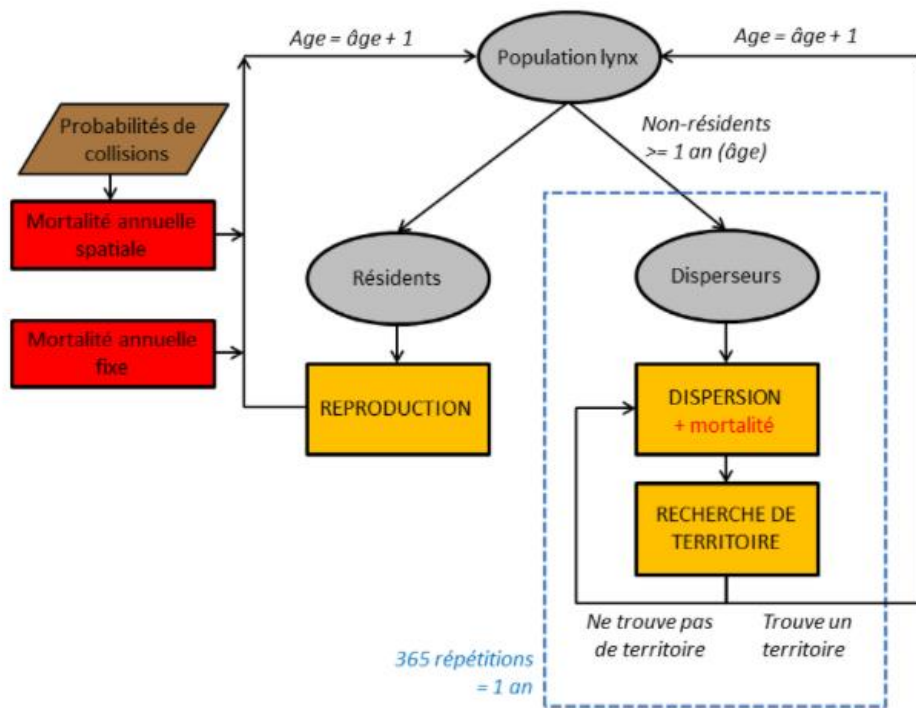 Age = âge + 1
Population lynx
Age = âge + 1
Probabilités de
collisions
Non-résidents
>= 1 an (âge)
Mortalité annuelle
spatiale
Résidents
Disperseurs
Mortalité annuelle
fixe
REPRODUCTION
DISPERSION
+ mortalité
RECHERCHE DE
TERRITOIRE
Ne trouve pas
de territoire
Trouve un
territoire
365 répétitions
= 1 an